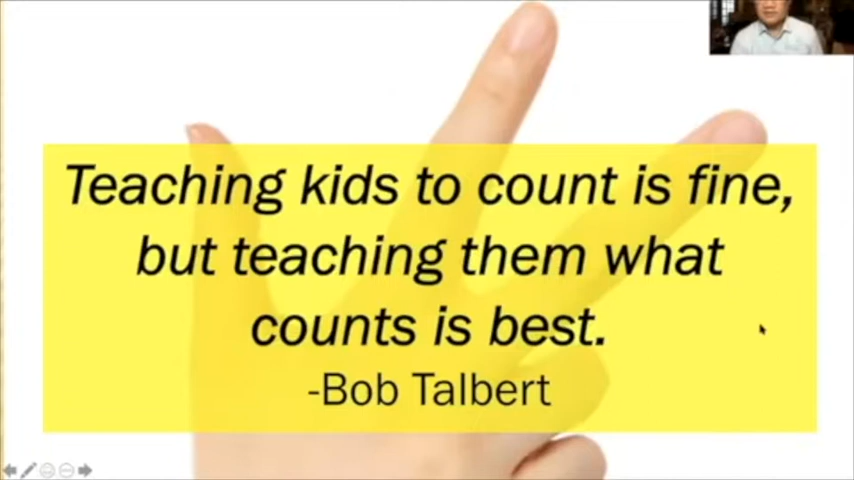 Teaching kids to count is fine,
but teaching them what
counts is best.
-Bob Talbert